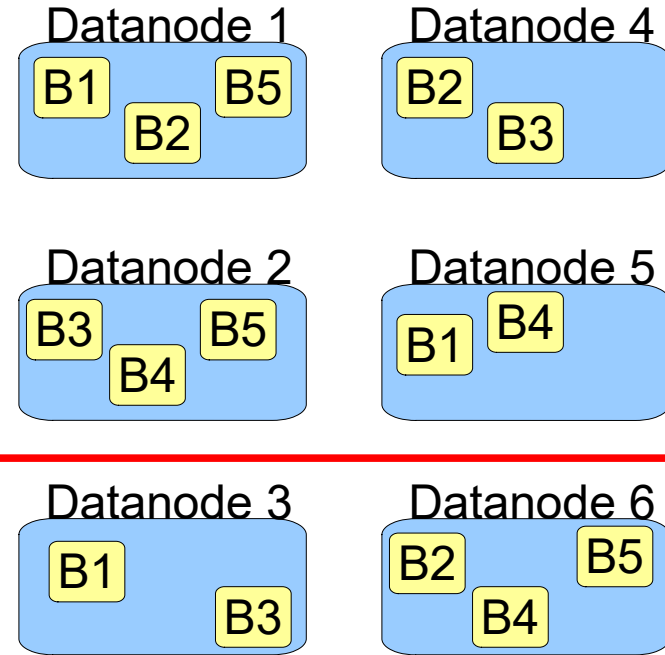 Datanode 1
B1
B2
B5
Datanode 4
B2
B3
Datanode 2
B3
B4
B5
Datanode 5
B1
B4
Datanode 3
B1
B3
Datanode 6
B2
B4
B5